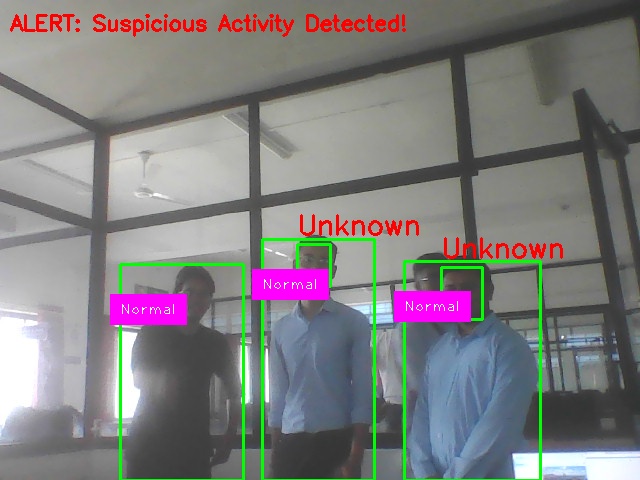 ALERT: Suspicious Activity Detected!
Unknown
Unknown
Normal
Normal
Normal